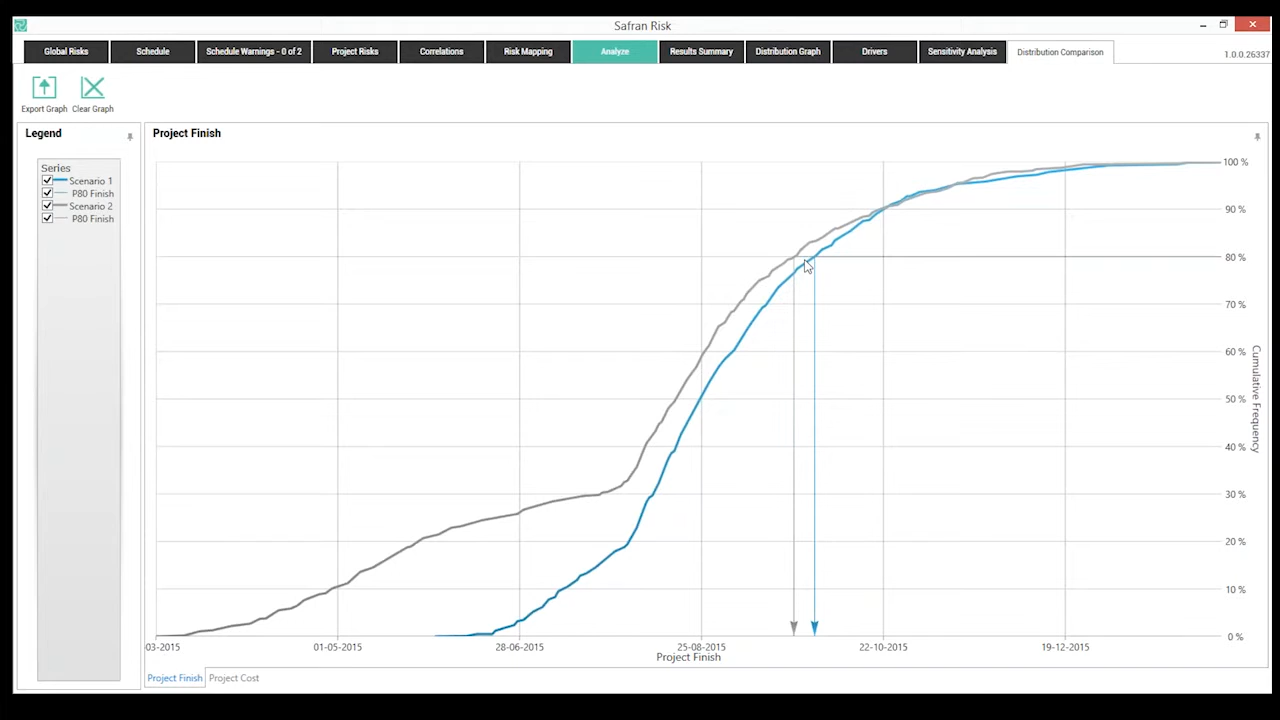 Safran Risk
Global Risks
Schedule
Schedule Warnings - 0 of 2
Project Risks
Correlations
Risk Mapping
Analyze
Results Summary
Distribution Graph
Drivers
Sensitivity Analysis
Distribution Comparison
1.0.0.26337
Export Graph
Clear Graph
Legend
Series
Scenario 1
P80 Finish
Scenario 2
P80 Finish
Project Finish
100 %
90 %
80 %
70 %
60 %
50 %
40 %
30 %
20 %
10 %
0 %
Cumulative Frequency
03-2015
01-05-2015
28-06-2015
25-08-2015
22-10-2015
19-12-2015
Project Finish
Project Finish
Project Cost